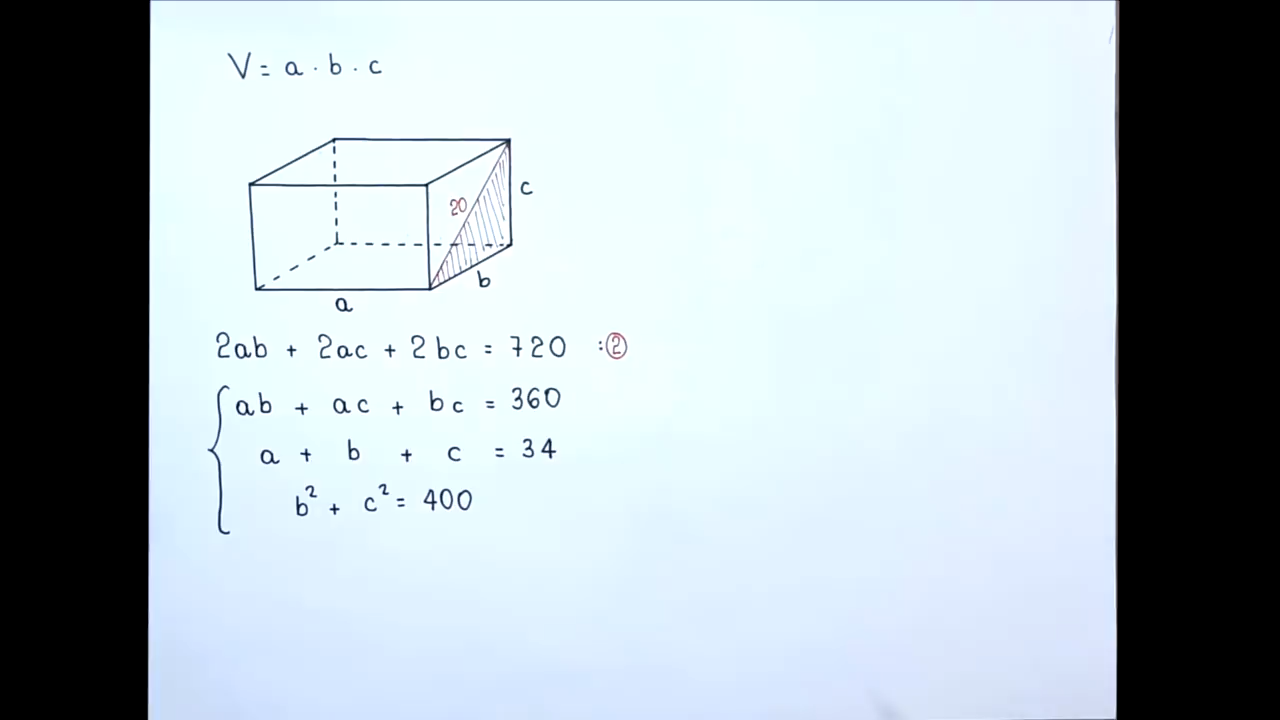 V = a · b · c
c
20
b
a
2ab + 2ac + 2bc = 720 :②
ab + ac + bc = 360
a + b + c = 34
b² + c² = 400